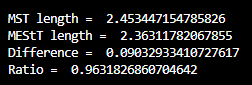 MST length =  2.453447154785826
MEStT length =  2.36311782067855
Difference =  0.09032933410727617
Ratio =  0.9631826860704642